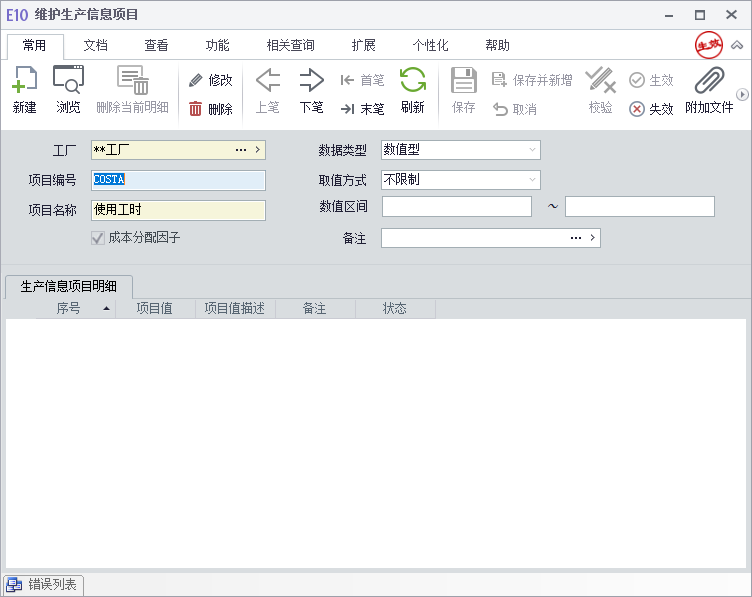 E10 维护生产信息项目
常用 文档 查看 功能 相关查询 扩展 个性化 帮助 生效
新建 浏览 删除当前明细 修改 删除 上笔 下笔 首笔 末笔 刷新 保存 保存并新增 取消 校验 生效 失效 附加文件
工厂 **工厂 ··· 数据类型 数值型
项目编号 COSTA 取值方式 不限制
项目名称 使用工时 数值区间 ~
成本分配因子 备注 ···
生产信息项目明细
序号 项目值 项目值描述 备注 状态
错误列表